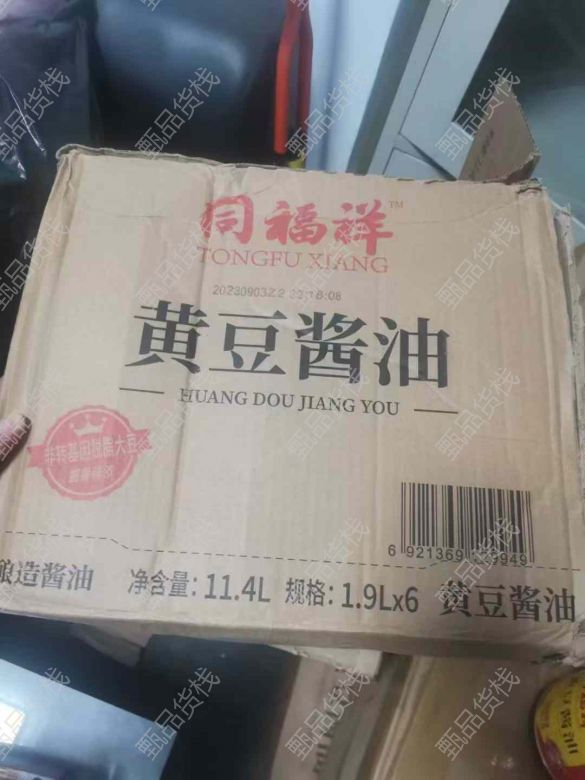 同福祥™
TONGFU XIANG
黄豆酱油
HUANG DOU JIANG YOU
非转基因脱脂大豆
酿造酱油 净含量：11.4L 规格：1.9Lx6 黄豆酱油
甄品货栈